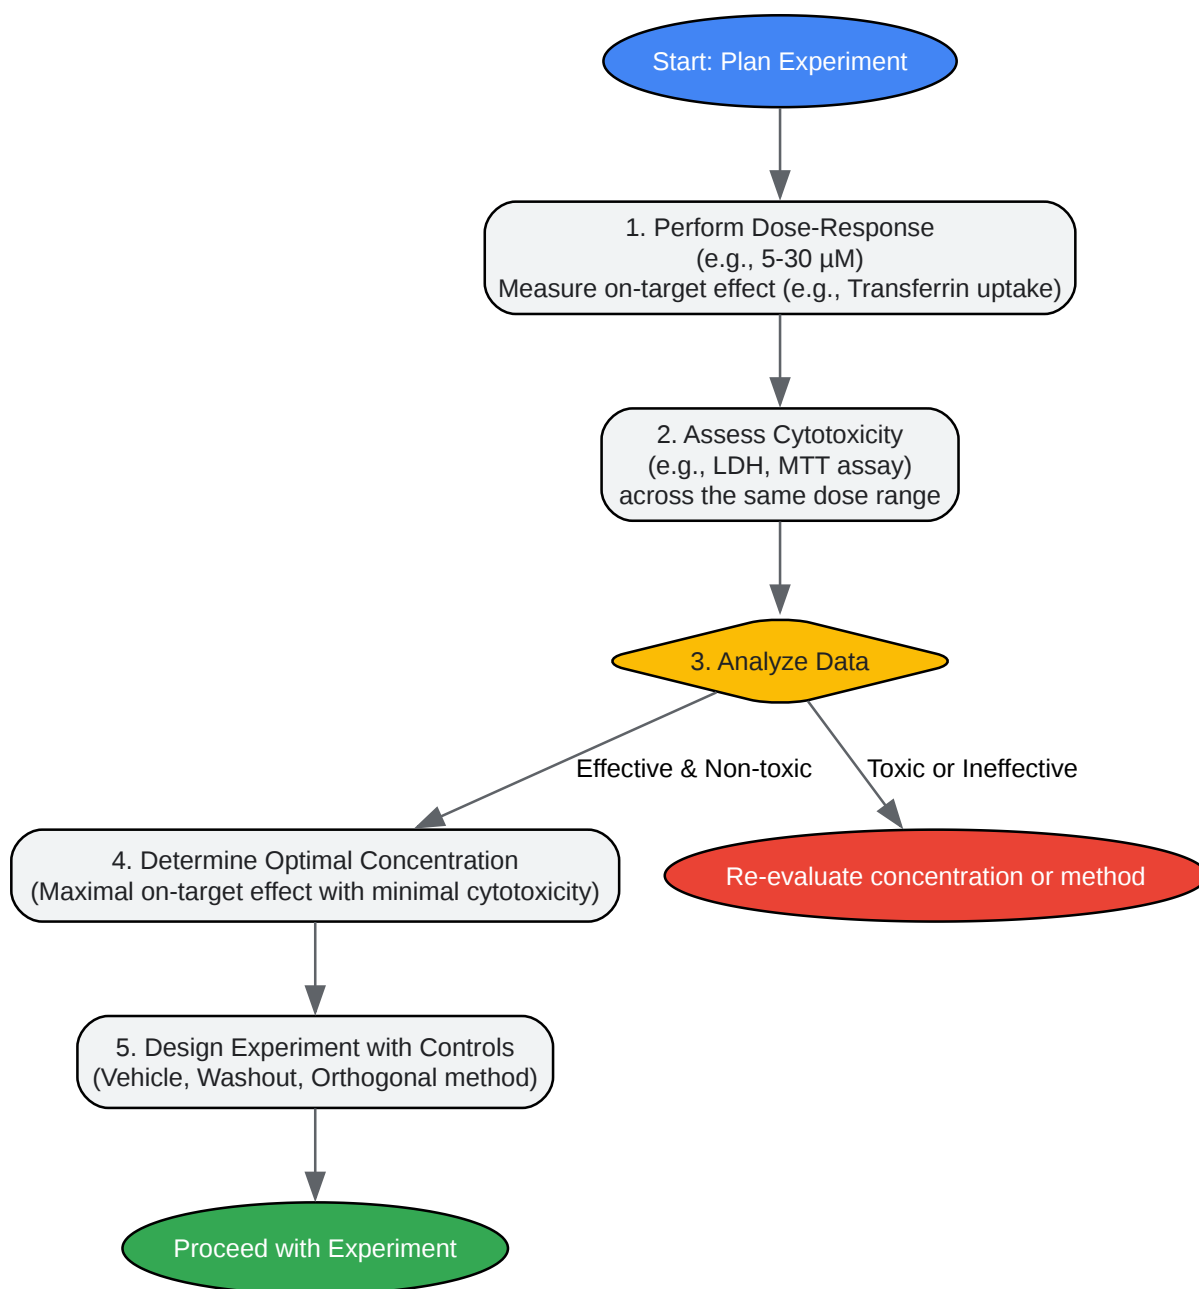 Start: Plan Experiment
1. Perform Dose-Response
(e.g., 5-30 µM)
Measure on-target effect (e.g., Transferrin uptake)
2. Assess Cytotoxicity
(e.g., LDH, MTT assay)
across the same dose range
3. Analyze Data
Effective & Non-toxic
Toxic or Ineffective
4. Determine Optimal Concentration
(Maximal on-target effect with minimal cytotoxicity)
Re-evaluate concentration or method
5. Design Experiment with Controls
(Vehicle, Washout, Orthogonal method)
Proceed with Experiment